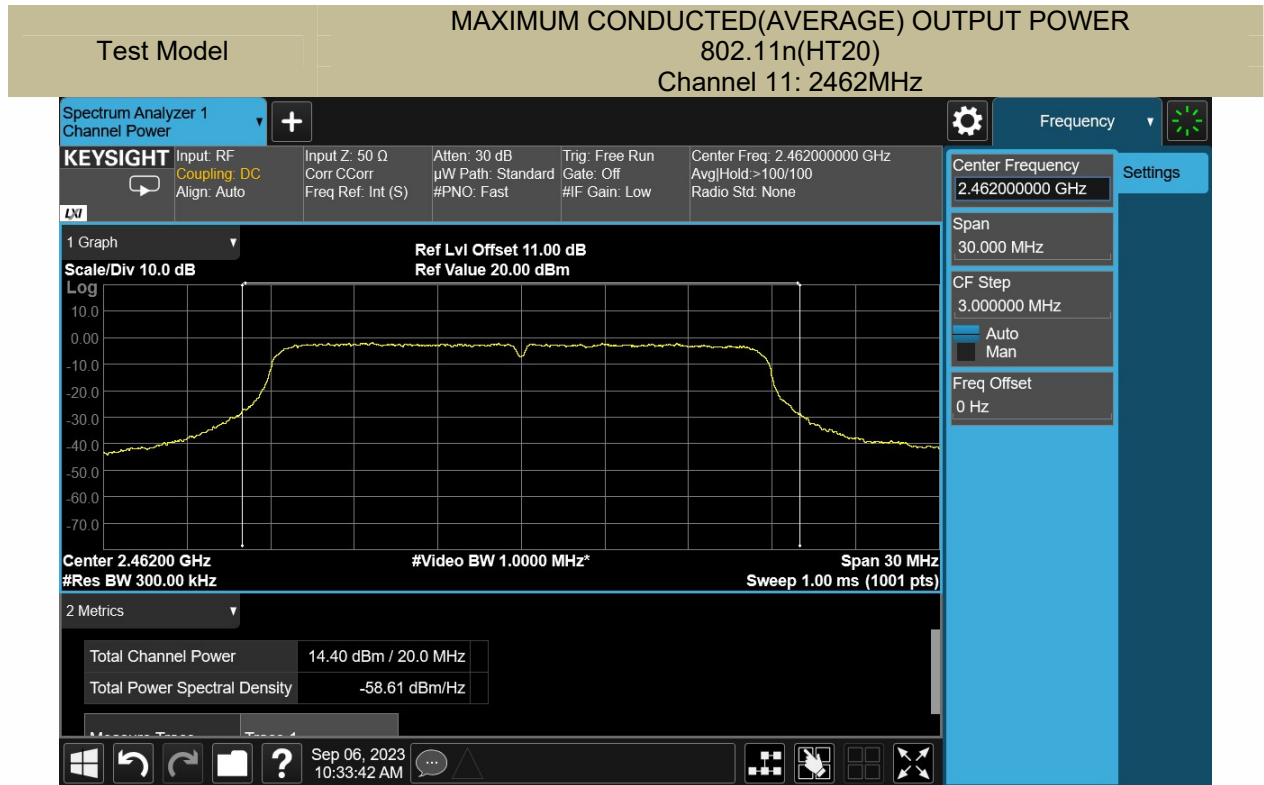 Test Model
MAXIMUM CONDUCTED(AVERAGE) OUTPUT POWER
802.11n(HT20)
Channel 11: 2462MHz
Spectrum Analyzer 1
Channel Power
+
Frequency
KEYSIGHT
LXI
Input: RF
Coupling: DC
Align: Auto
Input Z: 50 Ω
Corr CCorr
Freq Ref: Int (S)
Atten: 30 dB
µW Path: Standard
#PNO: Fast
Trig: Free Run
Gate: Off
#IF Gain: Low
Center Freq: 2.462000000 GHz
Avg|Hold:>100/100
Radio Std: None
Center Frequency
2.462000000 GHz
Settings
Span
30.000 MHz
CF Step
3.000000 MHz
Auto
Man
Freq Offset
0 Hz
1 Graph
Scale/Div 10.0 dB
Ref Lvl Offset 11.00 dB
Ref Value 20.00 dBm
Log
10.0
0.00
-10.0
-20.0
-30.0
-40.0
-50.0
-60.0
-70.0
Center 2.46200 GHz
#Video BW 1.0000 MHz*
Span 30 MHz
#Res BW 300.00 kHz
Sweep 1.00 ms (1001 pts)
2 Metrics
Total Channel Power 14.40 dBm / 20.0 MHz
Total Power Spectral Density -58.61 dBm/Hz
Measure Trace Trace 1
?
Sep 06, 2023
10:33:42 AM